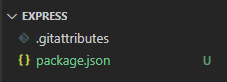 EXPRESS
.gitattributes
{} package.json U